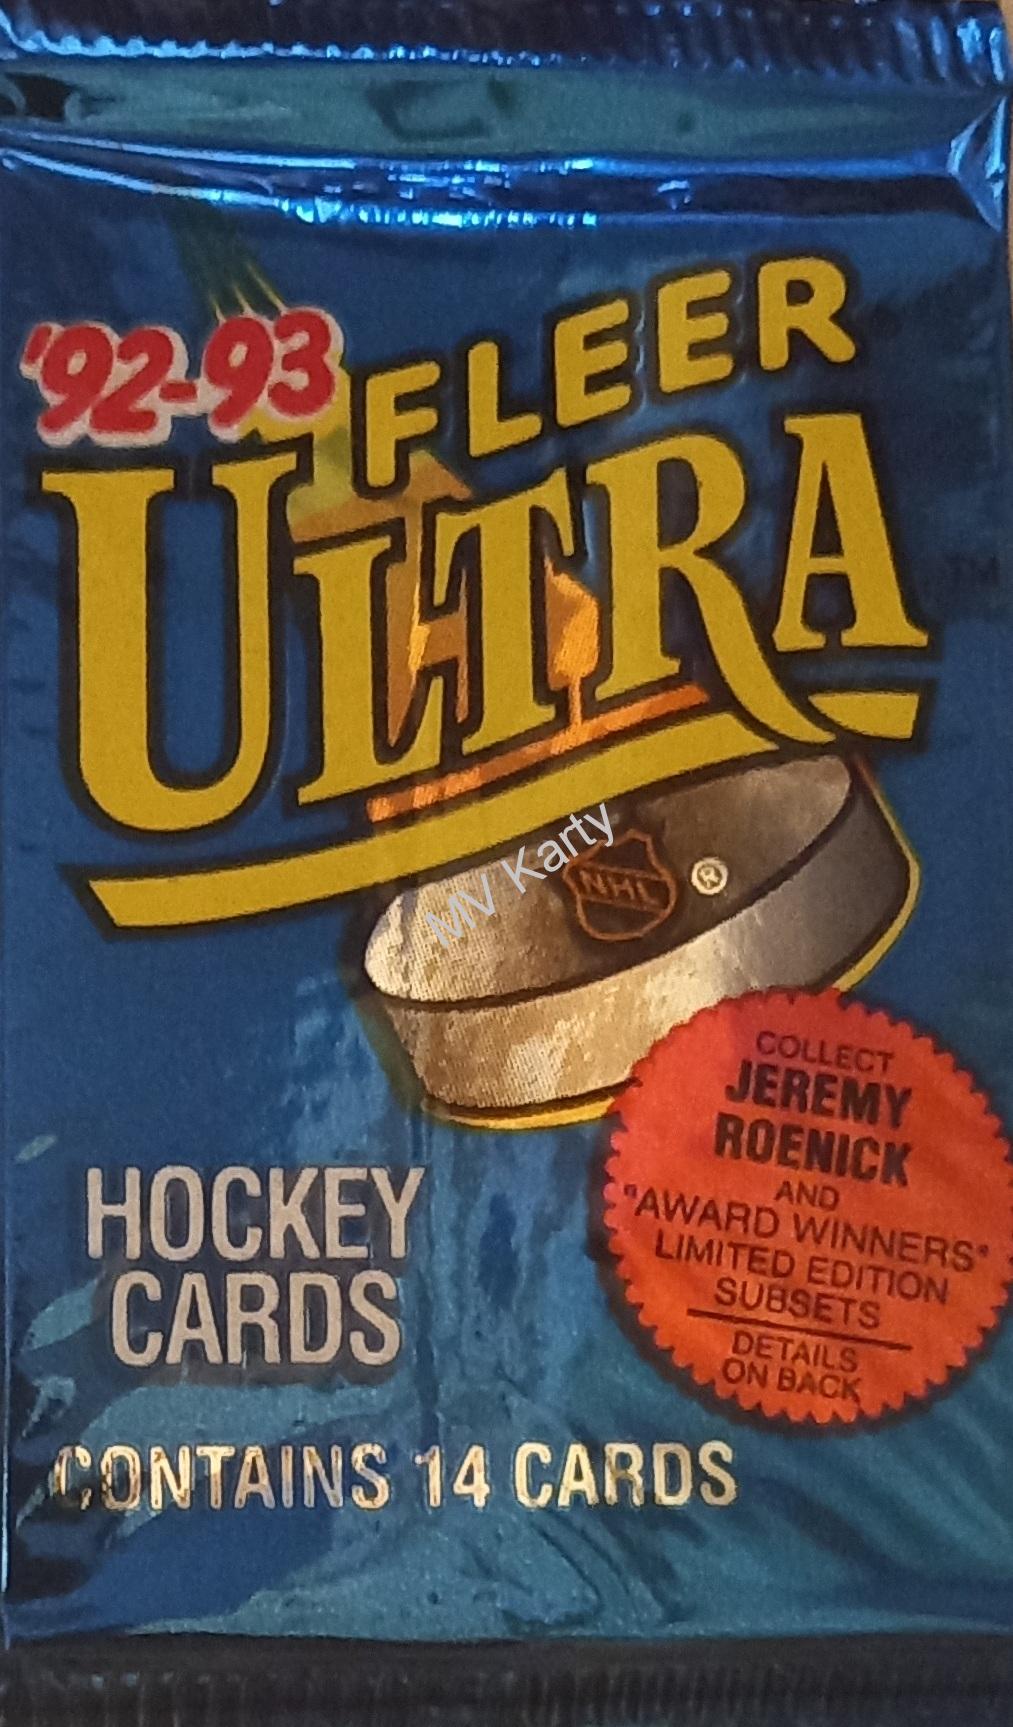 '92-93
FLEER
ULTRA
TM
NHL
®
MV Karty
COLLECT
JEREMY
ROENICK
AND
"AWARD WINNERS"
LIMITED EDITION
SUBSETS
DETAILS
ON BACK
HOCKEY
CARDS
CONTAINS 14 CARDS